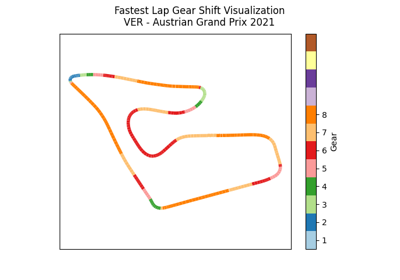 Fastest Lap Gear Shift Visualization
VER - Austrian Grand Prix 2021
8
7
6
5
4
3
2
1
Gear